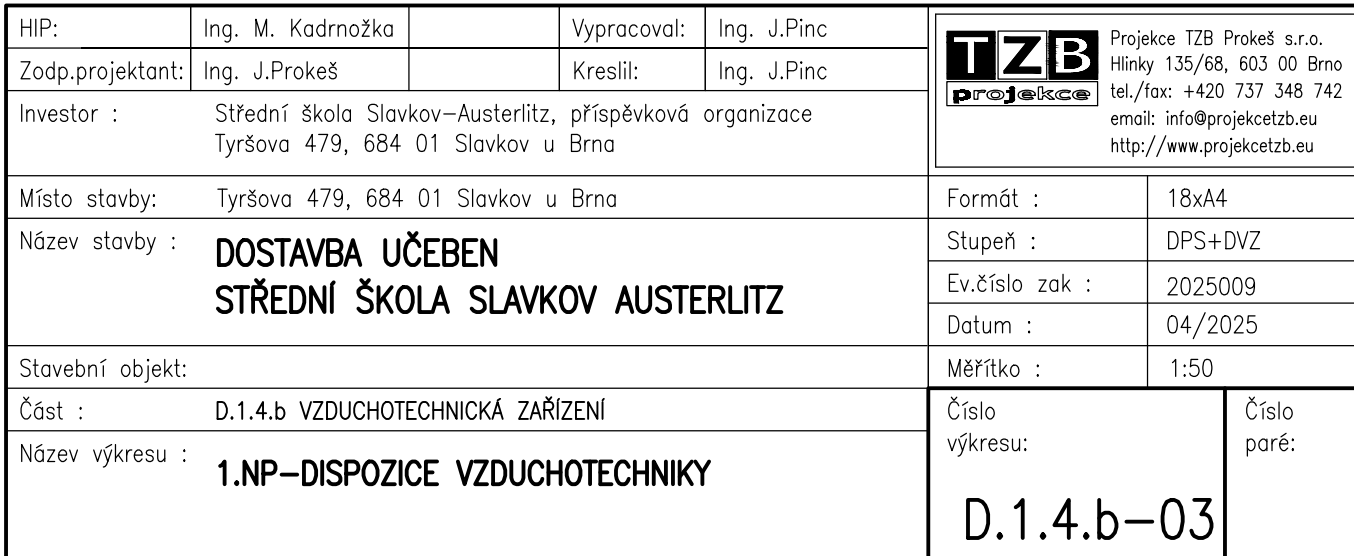 HIP: Ing. M. Kadrnožka Vypracoval: Ing. J.Pinc
Zodp.projektant: Ing. J.Prokeš Kreslil: Ing. J.Pinc
TZB
projekce
Projekce TZB Prokeš s.r.o.
Hlinky 135/68, 603 00 Brno
tel./fax: +420 737 348 742
email: info@projekcetzb.eu
http://www.projekcetzb.eu
Investor : Střední škola Slavkov-Austerlitz, příspěvková organizace
Tyršova 479, 684 01 Slavkov u Brna
Místo stavby: Tyršova 479, 684 01 Slavkov u Brna
Formát : 18xA4
Název stavby : DOSTAVBA UČEBEN
STŘEDNÍ ŠKOLA SLAVKOV AUSTERLITZ
Stupeň : DPS+DVZ
Ev.číslo zak : 2025009
Datum : 04/2025
Stavební objekt:
Měřítko : 1:50
Část : D.1.4.b VZDUCHOTECHNICKÁ ZAŘÍZENÍ
Název výkresu : 1.NP-DISPOZICE VZDUCHOTECHNIKY
Číslo
výkresu:
D.1.4.b-03
Číslo
paré: